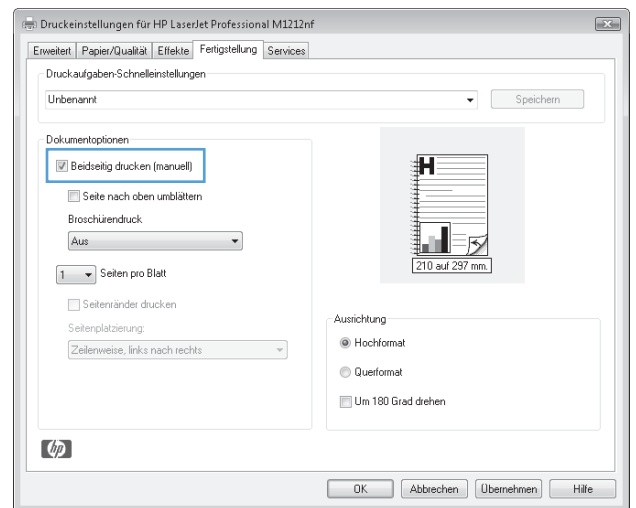 Druckeinstellungen für HP LaserJet Professional M1212nf
Erweitert Papier/Qualität Effekte Fertigstellung Services
Druckaufgaben-Schnelleinstellungen
Unbenannt Speichern
Dokumentoptionen
Beidseitig drucken (manuell)
Seite nach oben umblättern
Broschürendruck
Aus
1 Seiten pro Blatt
Seitenränder drucken
Seitenplatzierung:
Zeilenweise, links nach rechts
H
210 auf 297 mm.
Ausrichtung
Hochformat
Querformat
Um 180 Grad drehen
hp
OK Abbrechen Übernehmen Hilfe